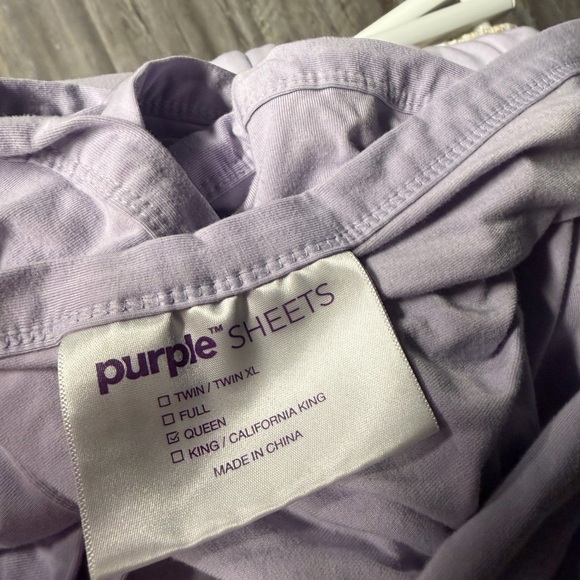 purple™ SHEETS
☐ TWIN / TWIN XL
☐ FULL
☑ QUEEN
☐ KING / CALIFORNIA KING
MADE IN CHINA